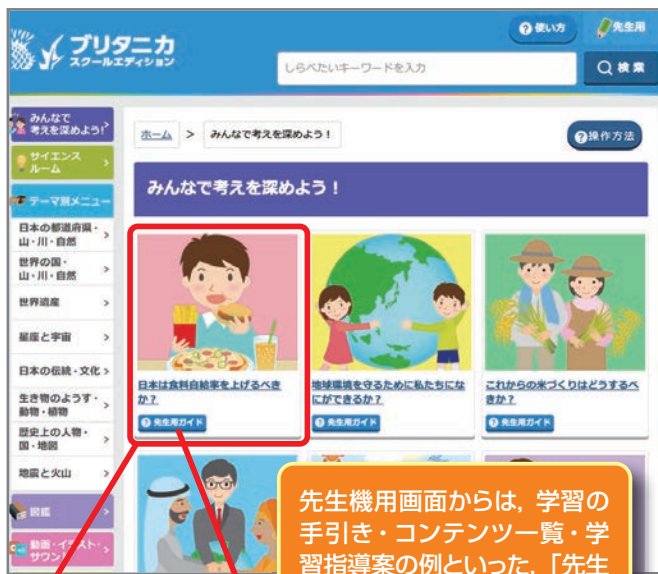 ブリタニカ
スクールエディション
使い方
先生用
しらべたいキーワードを入力
検索
みんなで
考えを深めよう!
サイエンス
ルーム
テーマ別メニュー
日本の都道府県・
山・川・自然
世界の国・
山・川・自然
世界遺産
星座と宇宙
日本の伝統・文化
生き物のようす・
動物・植物
歴史上の人物・
国・地図
地震と火山
図鑑
動画・イラスト・
サウンド
ホーム > みんなで考えを深めよう!
操作方法
みんなで考えを深めよう!
日本は食料自給率を上げるべき
か?
先生用ガイド
地球環境を守るために私たちにな
にができるか?
先生用ガイド
これからの米づくりはどうするべ
きか?
先生用ガイド
先生機用画面からは,学習の
手引き・コンテンツ一覧・学
習指導案の例といった,「先生